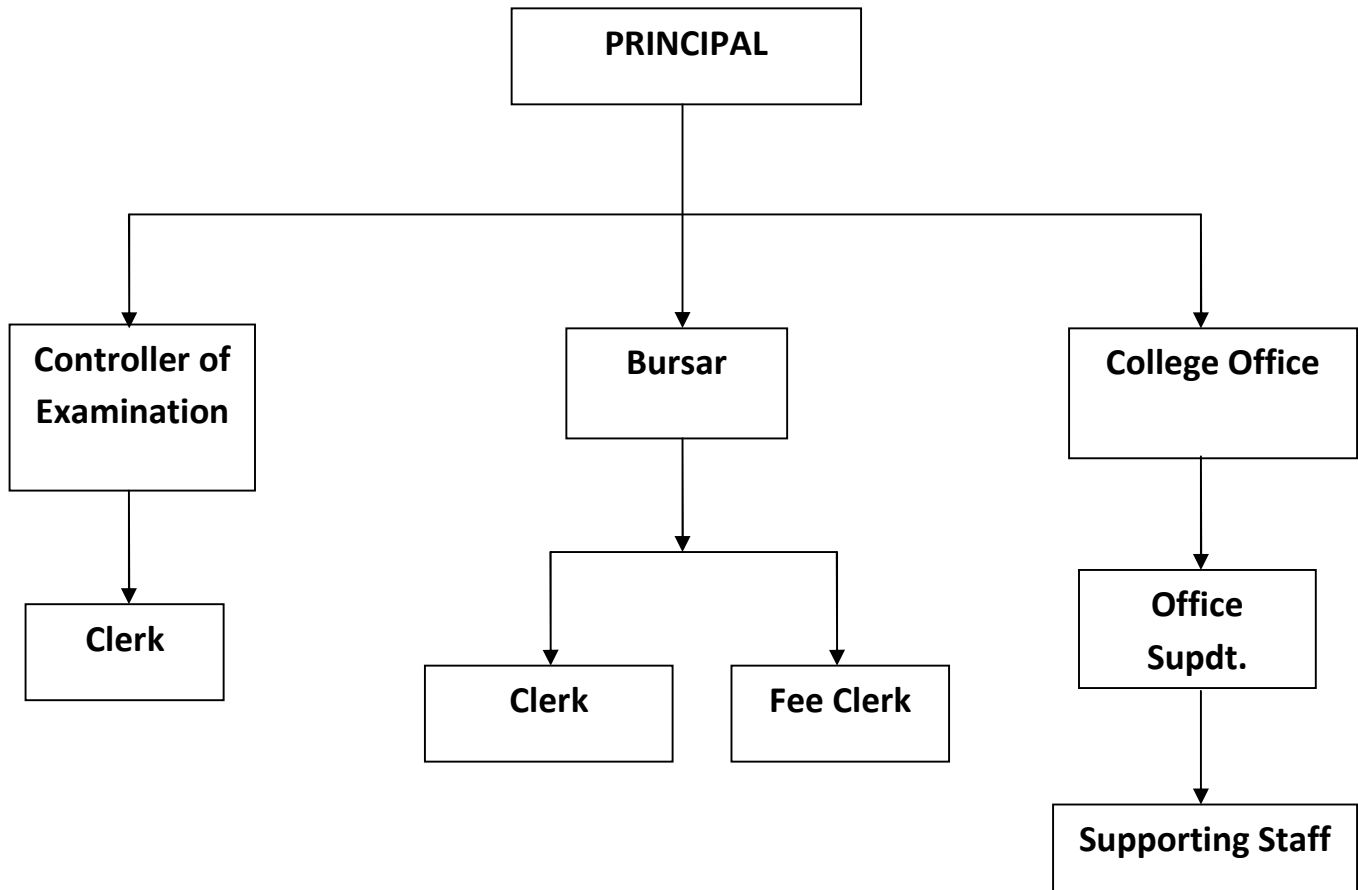 PRINCIPAL
Controller of
Examination
Bursar
College Office
Clerk
Office
Supdt.
Clerk
Fee Clerk
Supporting Staff